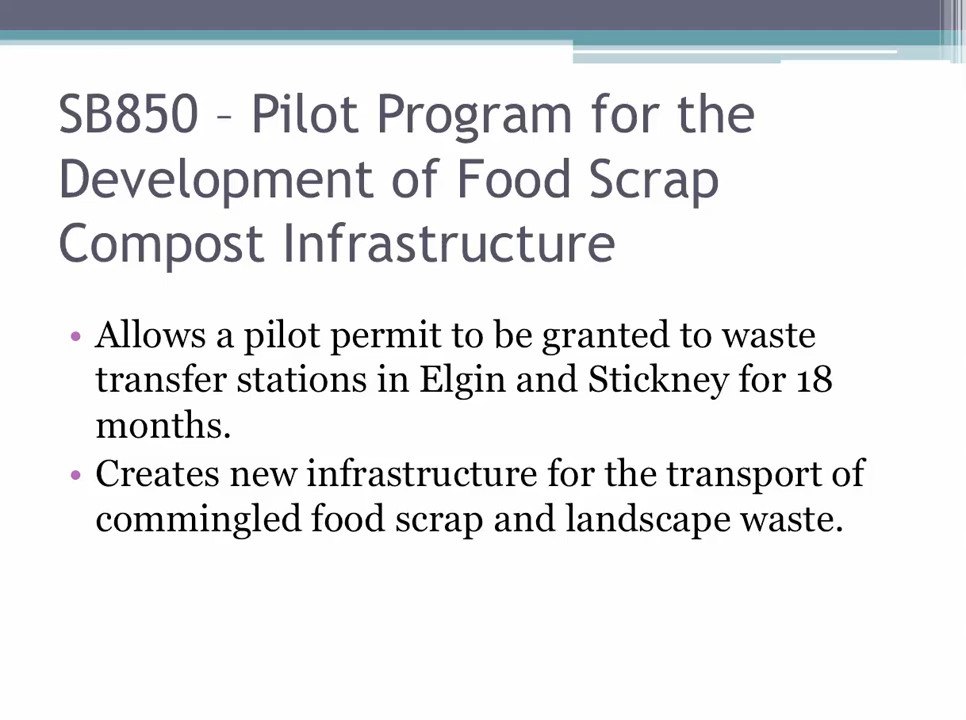 SB850 – Pilot Program for the
Development of Food Scrap
Compost Infrastructure
• Allows a pilot permit to be granted to waste
transfer stations in Elgin and Stickney for 18
months.
• Creates new infrastructure for the transport of
commingled food scrap and landscape waste.